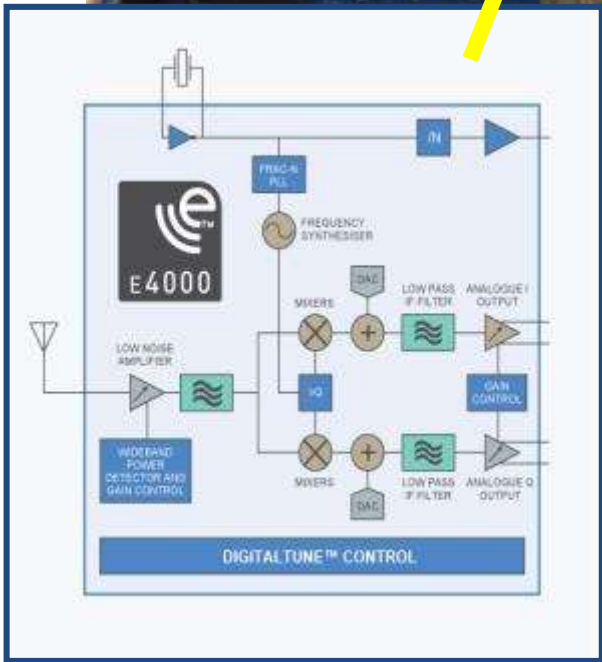 /N
FRAC-N
PLL
e™
E4000
FREQUENCY
SYNTHESISER
DAC
MIXERS
LOW PASS
IF FILTER
ANALOGUE I
OUTPUT
LOW NOISE
AMPLIFIER
I/Q
GAIN
CONTROL
WIDEBAND
POWER
DETECTOR AND
GAIN CONTROL
MIXERS
LOW PASS
IF FILTER
ANALOGUE Q
OUTPUT
DAC
DIGITALTUNE™ CONTROL